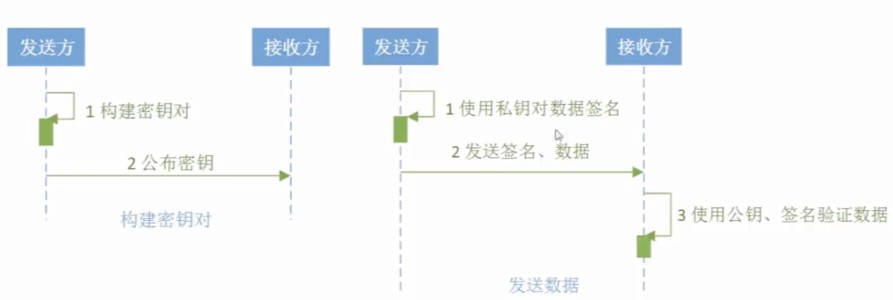 发送方
接收方
1 构建密钥对
2 公布密钥
构建密钥对
发送方
接收方
1 使用私钥对数据签名
2 发送签名、数据
3 使用公钥、签名验证数据
发送数据